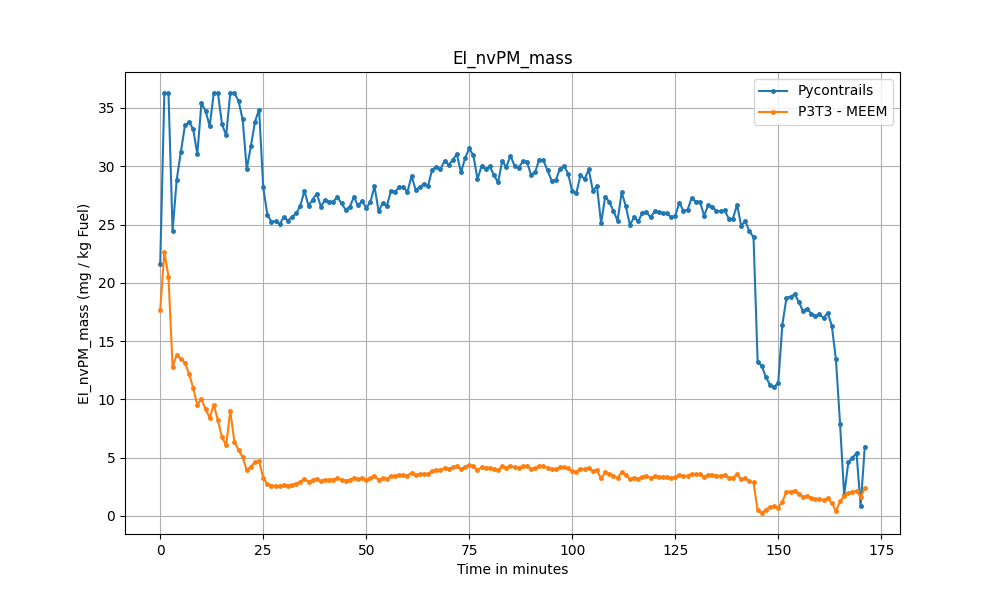 EI_nvPM_mass
Pycontrails
P3T3 - MEEM
EI_nvPM_mass (mg / kg Fuel)
35
30
25
20
15
10
5
0
0 25 50 75 100 125 150 175
Time in minutes